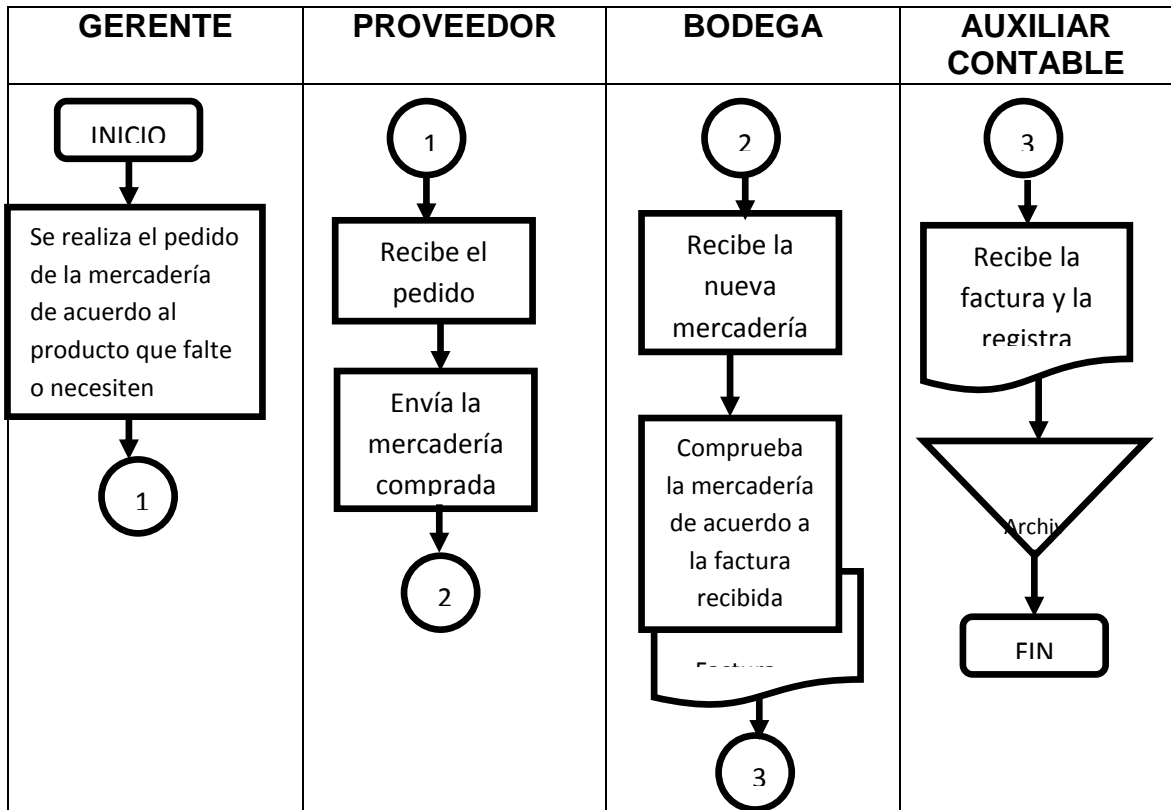 GERENTE
PROVEEDOR
BODEGA
AUXILIAR
CONTABLE
INICIO
Se realiza el pedido
de la mercadería
de acuerdo al
producto que falte
o necesiten
1
1
Recibe el
pedido
Envía la
mercadería
comprada
2
2
Recibe la
nueva
mercadería
Comprueba
la mercadería
de acuerdo a
la factura
recibida
Factura
3
3
Recibe la
factura y la
registra
Archiv
FIN